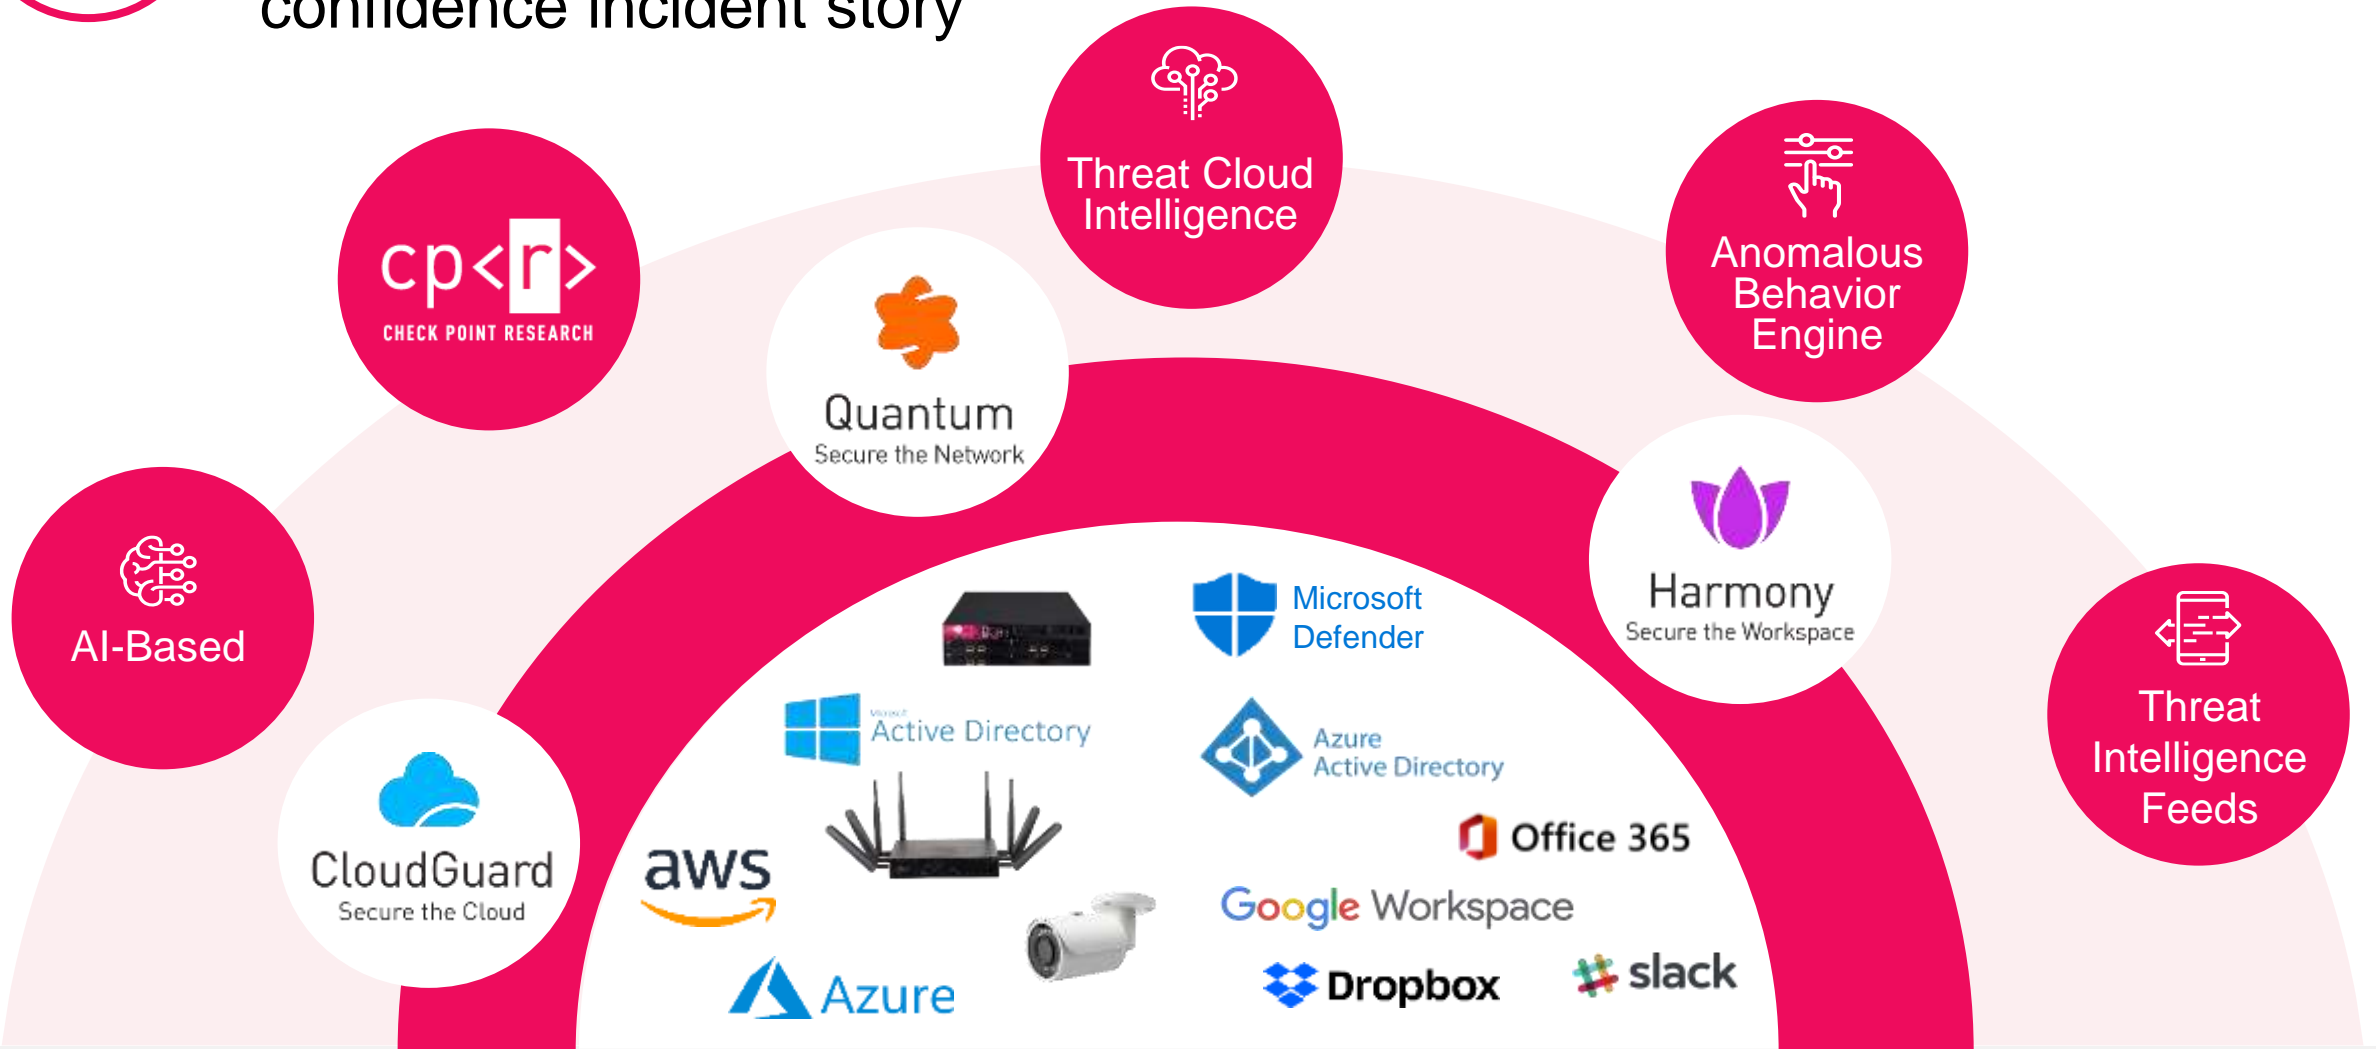 confidence incident story
Threat Cloud
Intelligence
Anomalous
Behavior
Engine
cp<r>
CHECK POINT RESEARCH
Quantum
Secure the Network
Harmony
Secure the Workspace
AI-Based
Threat
Intelligence
Feeds
CloudGuard
Secure the Cloud
Microsoft
Defender
Microsoft
Active Directory
Azure
Active Directory
aws
Office 365
Google Workspace
Azure
Dropbox
slack